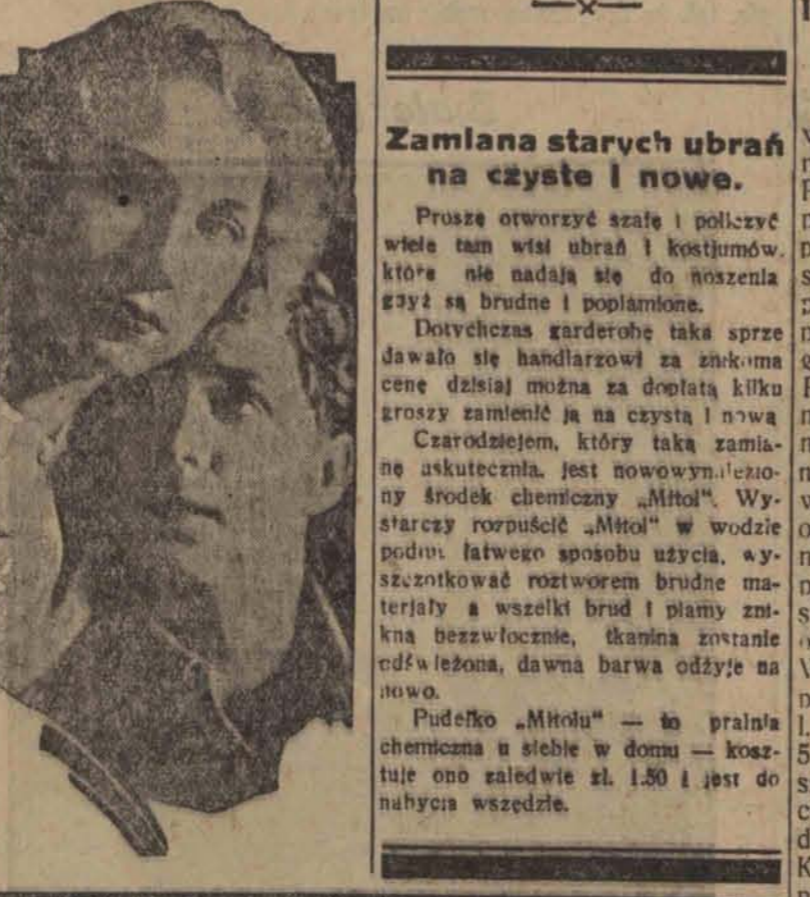 Zamiana starych ubrań
na czyste i nowe.
Proszę otworzyć szafę i policzyć
wiele tam wisi ubrań i kostjumów,
które nie nadają się do noszenia
gdyż są brudne i poplamione.
Dotychczas garderobę taką sprze
dawało się handlarzowi za znikomą
cenę dzisiaj można za dopłatą kilku
groszy zamienić ją na czystą i nową
Czarodziejem, który taką zamia-
nę uskutecznia, jest nowowynalezio-
ny środek chemiczny „Mitol". Wy-
starczy rozpuścić „Mitol" w wodzie
podług łatwego sposobu użycia, wy-
szczotkować roztworem brudne ma-
terjały a wszelki brud i plamy zni-
kną bezzwłocznie, tkanina zostanie
odświeżona, dawna barwa odżyje na
nowo.
Pudełko „Mitolu" — to pralnia
chemiczna u siebie w domu — kosz-
tuje ono zaledwie zł. 1.50 i jest do
nabycia wszędzie.